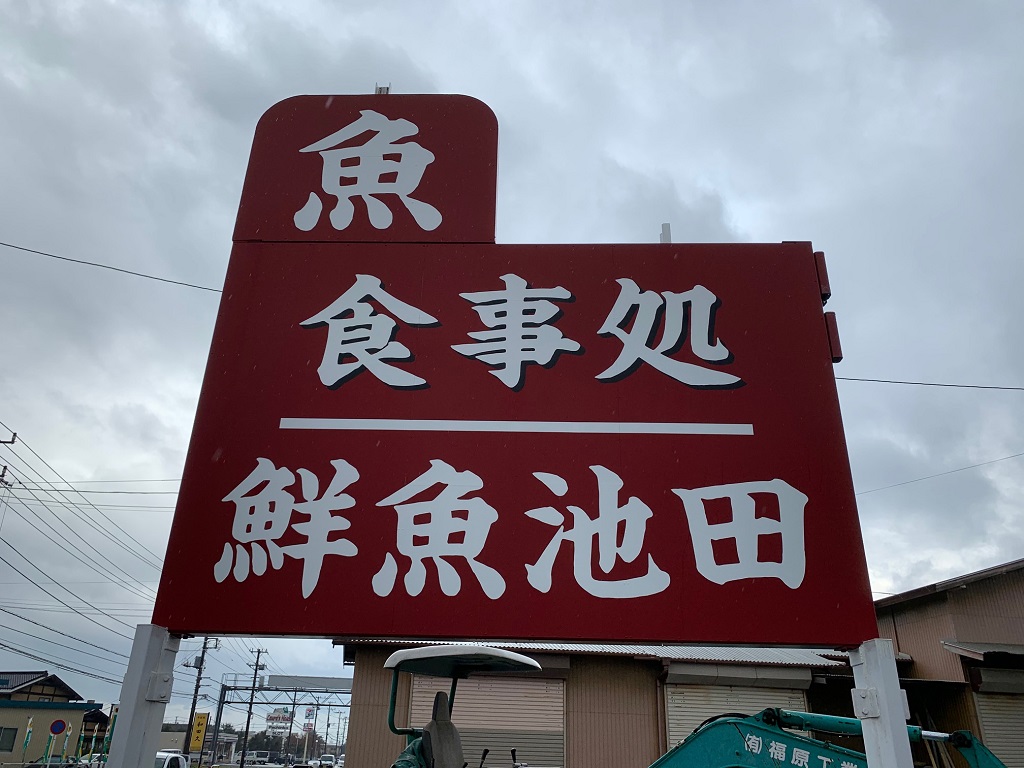 魚
食事処
鮮魚池田
(有)福原工業